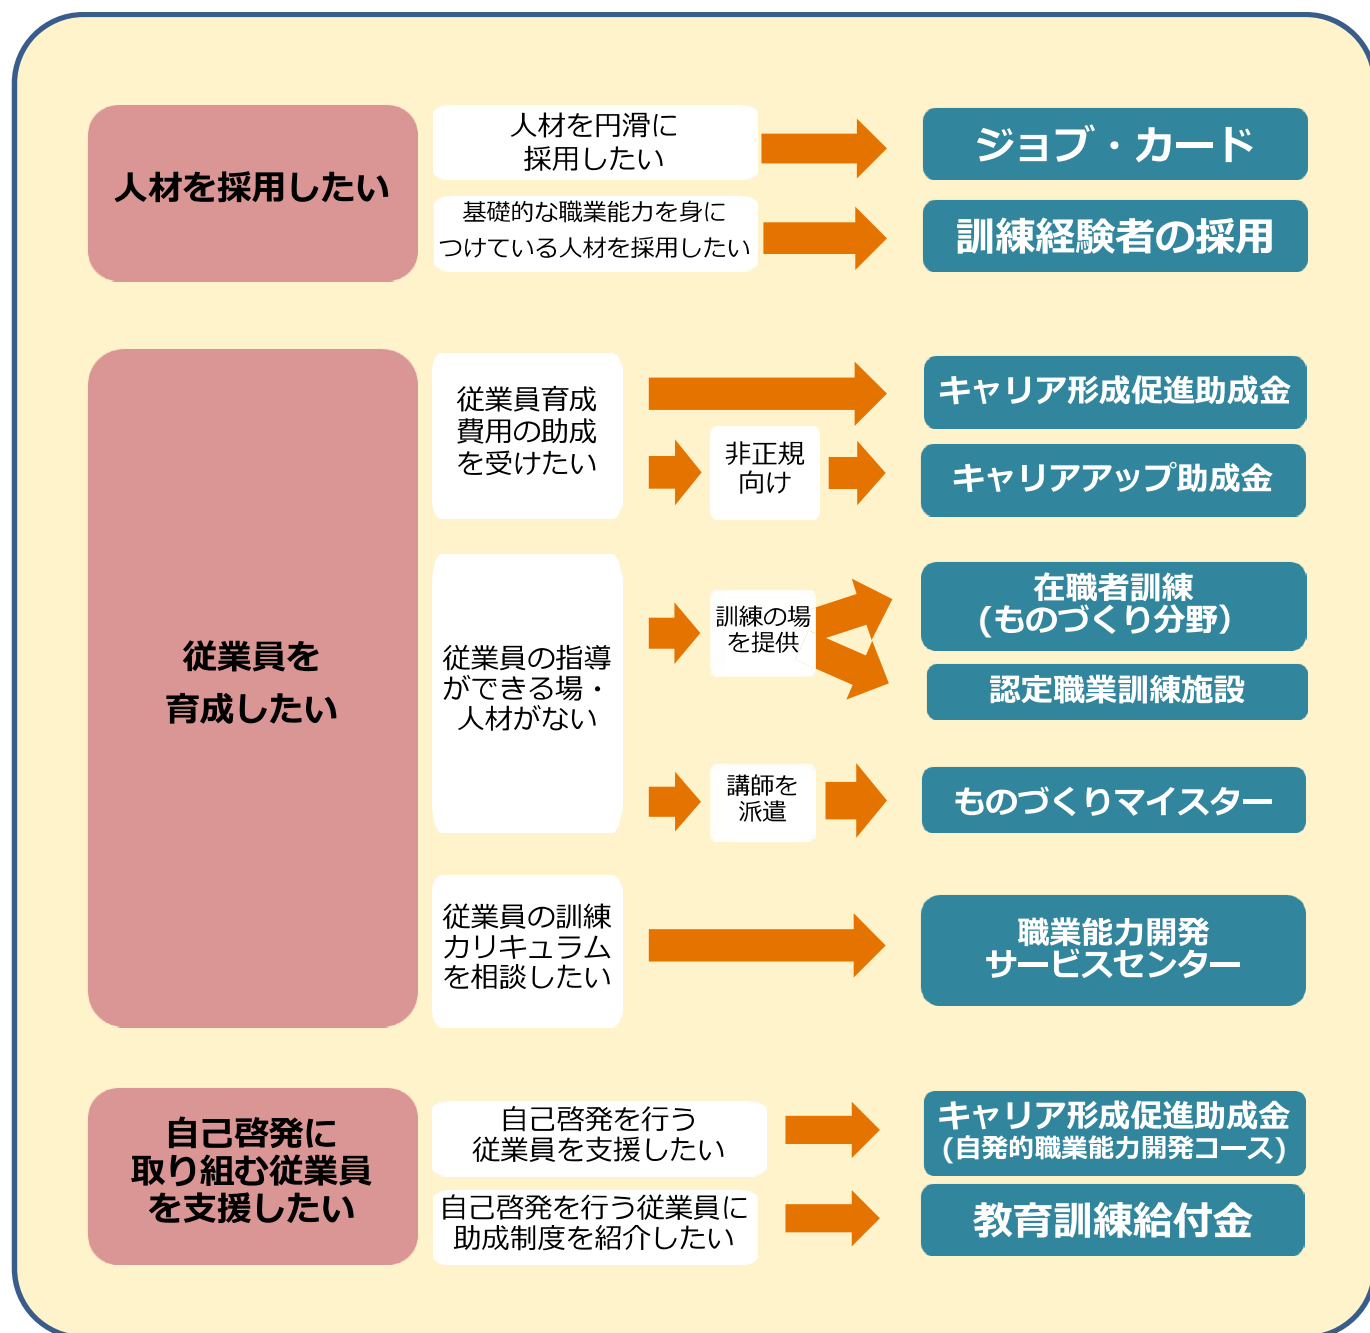 人材を採用したい
人材を円滑に
採用したい
ジョブ・カード
基礎的な職業能力を身に
つけている人材を採用したい
訓練経験者の採用
従業員を
育成したい
従業員育成
費用の助成
を受けたい
キャリア形成促進助成金
非正規
向け
キャリアアップ助成金
従業員の指導
ができる場・
人材がない
訓練の場
を提供
在職者訓練
(ものづくり分野）
認定職業訓練施設
講師を
派遣
ものづくりマイスター
従業員の訓練
カリキュラム
を相談したい
職業能力開発
サービスセンター
自己啓発に
取り組む従業員
を支援したい
自己啓発を行う
従業員を支援したい
キャリア形成促進助成金
(自発的職業能力開発コース)
自己啓発を行う従業員に
助成制度を紹介したい
教育訓練給付金